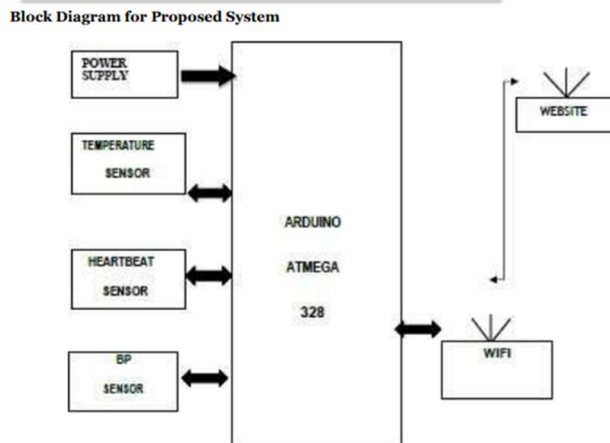 Block Diagram for Proposed System
POWER
SUPPLY
TEMPERATURE
SENSOR
HEARTBEAT
SENSOR
BP
SENSOR
ARDUINO
ATMEGA
328
WEBSITE
WIFI